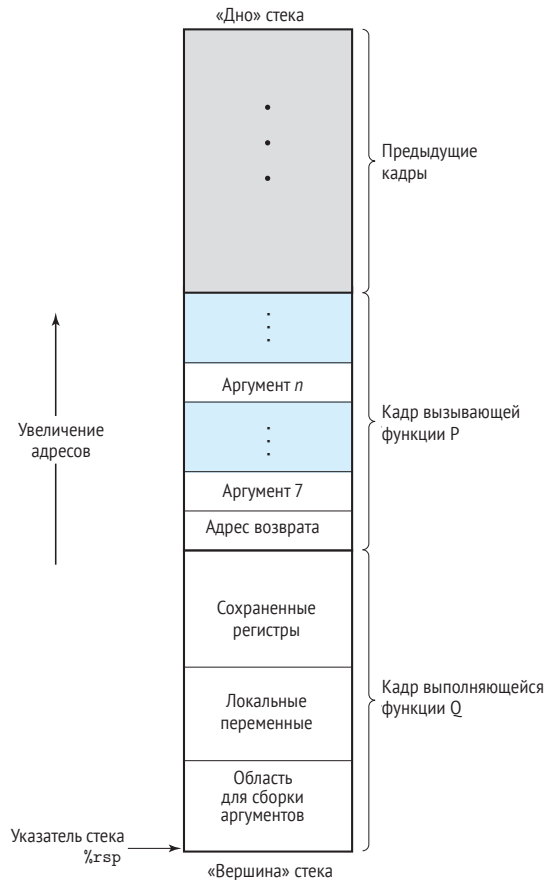 «Дно» стека
Предыдущие
кадры
Аргумент n
Увеличение
адресов
Кадр вызывающей
функции P
Аргумент 7
Адрес возврата
Сохраненные
регистры
Локальные
переменные
Кадр выполняющейся
функции Q
Область
для сборки
аргументов
Указатель стека
%rsp
«Вершина» стека